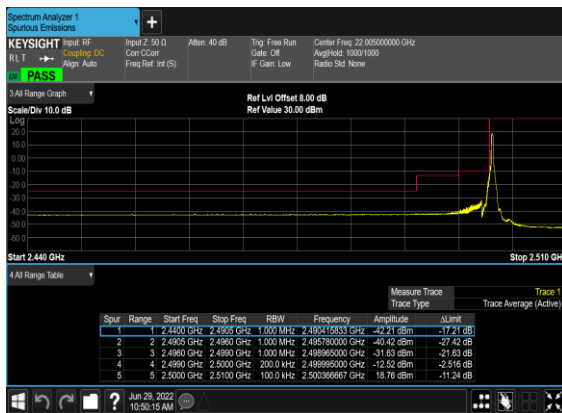 Spectrum Analyzer 1
Spurious Emissions
KEYSIGHT Input: RF Input Z: 50 Ω Atten: 40 dB Trig: Free Run Center Freq: 22.005000000 GHz
RLT Coupling: DC Corr CCorr Gate: Off Avg|Hold: 1000/1000
Align: Auto Freq Ref: Int (S) IF Gain: Low Radio Std: None
PASS
3 All Range Graph
Ref Lvl Offset 8.00 dB
Scale/Div 10.0 dB Ref Value 30.00 dBm
Log
20.0
10.0
0.00
-10.0
-20.0
-30.0
-40.0
-50.0
-60.0
Start 2.440 GHz Stop 2.510 GH
4 All Range Table
Measure Trace Trace 1
Trace Type Trace Average (Active)
Spur Range Start Freq Stop Freq RBW Frequency Amplitude ΔLimit
1 1 2.4400 GHz 2.4905 GHz 1.000 MHz 2.490415833 GHz -42.21 dBm -17.21 dB
2 2 2.4905 GHz 2.4960 GHz 1.000 MHz 2.495780000 GHz -40.42 dBm -27.42 dB
3 3 2.4960 GHz 2.4990 GHz 1.000 MHz 2.498965000 GHz -31.63 dBm -21.63 dB
4 4 2.4990 GHz 2.5000 GHz 200.0 kHz 2.499995000 GHz -12.52 dBm -2.516 dB
5 5 2.5000 GHz 2.5100 GHz 100.0 kHz 2.500366667 GHz 18.76 dBm -11.24 dB
Jun 29, 2022
10:50:15 AM